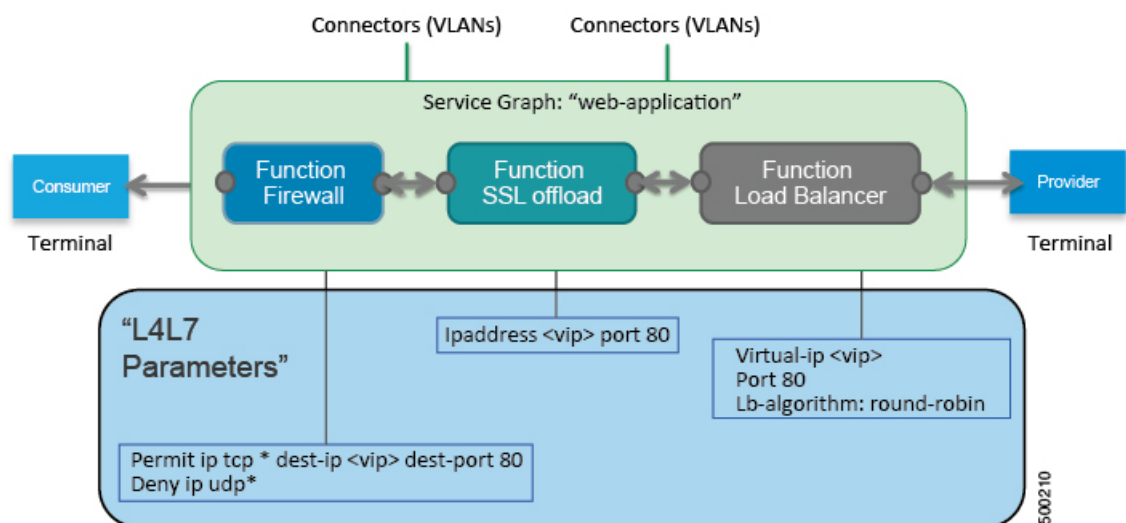 Connectors (VLANs)
Connectors (VLANs)
Service Graph: “web-application”
Consumer
Terminal
Function
Firewall
Function
SSL offload
Function
Load Balancer
Provider
Terminal
“L4L7
Parameters”
Ipaddress <vip> port 80
Virtual-ip <vip>
Port 80
Lb-algorithm: round-robin
Permit ip tcp * dest-ip <vip> dest-port 80
Deny ip udp*
500210